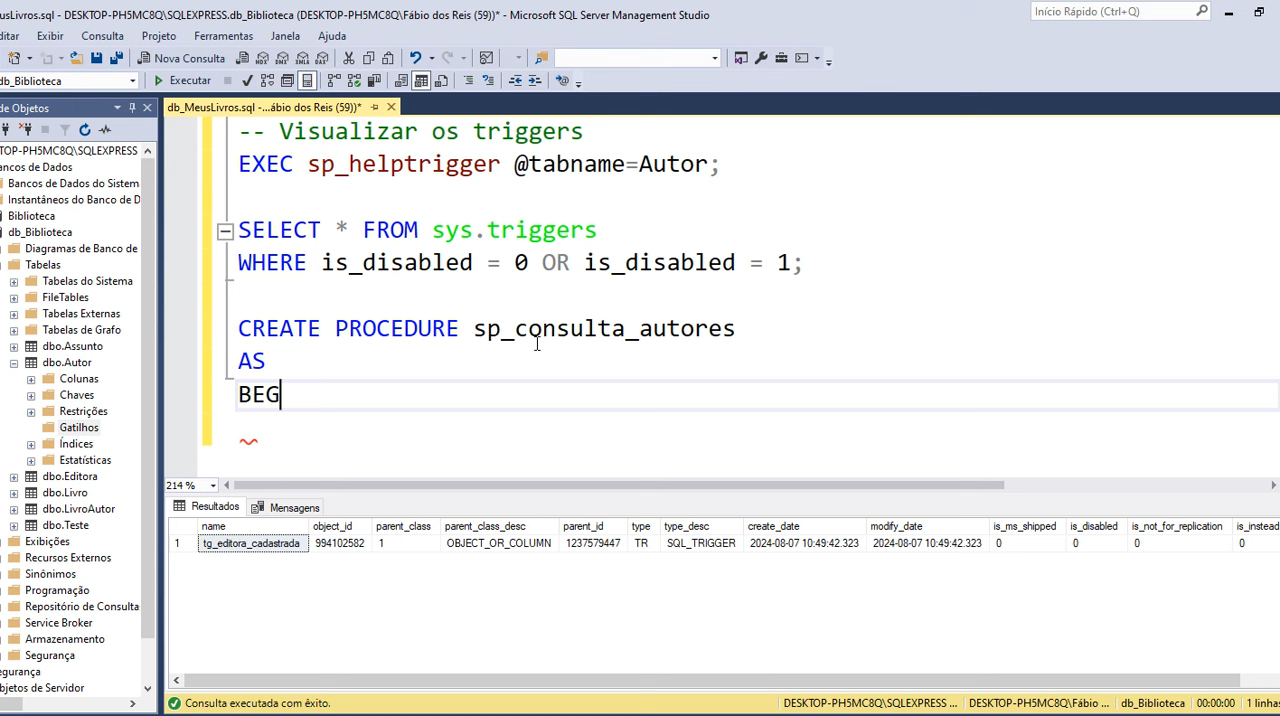 eusLivros.sql - DESKTOP-PH5MC8Q\SQLEXPRESS.db_Biblioteca (DESKTOP-PH5MC8Q\Fábio dos Reis (59))* - Microsoft SQL Server Management Studio
Início Rápido (Ctrl+Q)
ditar Exibir Consulta Projeto Ferramentas Janela Ajuda
Nova Consulta
db_Biblioteca Executar
de Objetos
db_MeusLivros.sql -...ábio dos Reis (59))*
TOP-PH5MC8Q\SQLEXPRESS
ancos de Dados
Bancos de Dados do Sistem
Instantâneos do Banco de D
Biblioteca
db_Biblioteca
Diagramas de Banco de
Tabelas
Tabelas do Sistema
FileTables
Tabelas Externas
Tabelas de Grafo
dbo.Assunto
dbo.Autor
Colunas
Chaves
Restrições
Gatilhos
Índices
Estatísticas
dbo.Editora
dbo.Livro
dbo.LivroAutor
dbo.Teste
Exibições
Recursos Externos
Sinônimos
Programação
Repositório de Consulta
Service Broker
Armazenamento
Segurança
egurança
bjetos de Servidor
-- Visualizar os triggers
EXEC sp_helptrigger @tabname=Autor;
SELECT * FROM sys.triggers
WHERE is_disabled = 0 OR is_disabled = 1;
CREATE PROCEDURE sp_consulta_autores
AS
BEG
214 %
Resultados Mensagens
name object_id parent_class parent_class_desc parent_id type type_desc create_date modify_date is_ms_shipped is_disabled is_not_for_replication is_instead
1 tg_editora_cadastrada 994102582 1 OBJECT_OR_COLUMN 1237579447 TR SQL_TRIGGER 2024-08-07 10:49:42.323 2024-08-07 10:49:42.323 0 0 0 0
Consulta executada com êxito. DESKTOP-PH5MC8Q\SQLEXPRESS ... DESKTOP-PH5MC8Q\Fábio ... db_Biblioteca 00:00:00 1 linhas